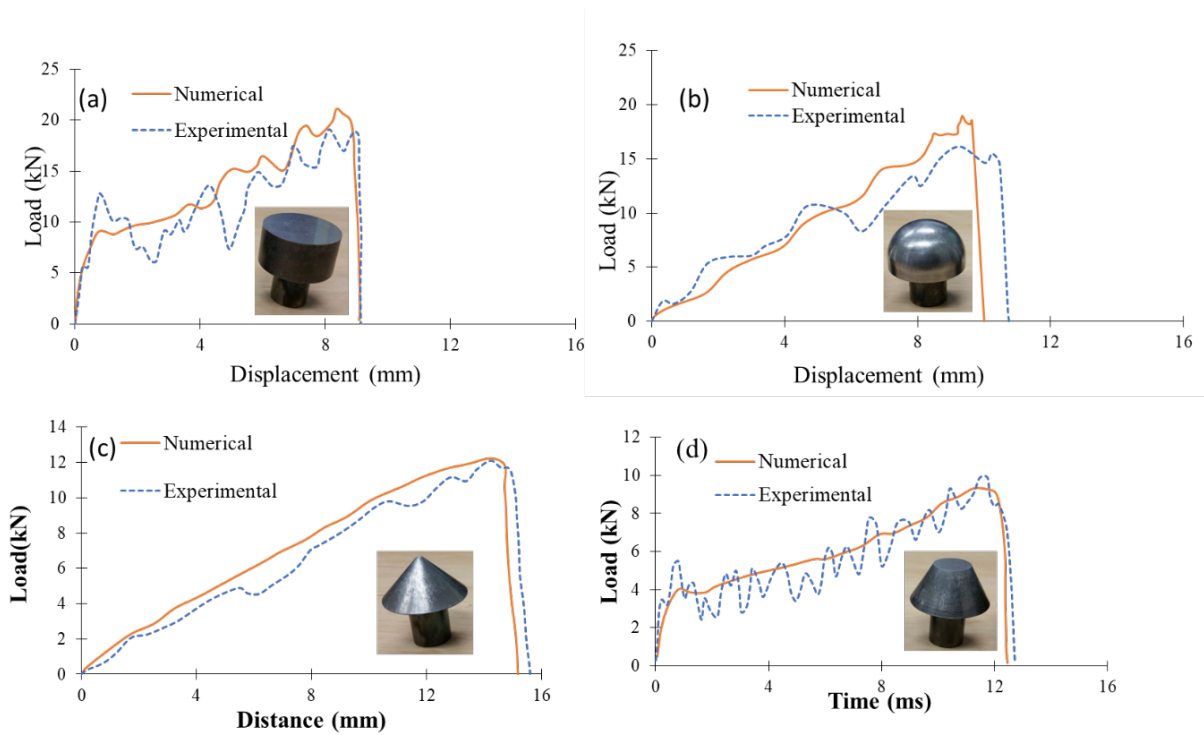 25
20
15
10
5
0
Load (kN)
(a)
Numerical
Experimental
0 4 8 12 16
Displacement (mm)
25
20
15
10
5
0
Load (kN)
(b)
Numerical
Experimental
0 4 8 12 16
Displacement (mm)
14
12
10
8
6
4
2
0
Load(kN)
(c)
Numerical
Experimental
0 4 8 12 16
Distance (mm)
12
10
8
6
4
2
0
Load (kN)
(d)
Numerical
Experimental
0 4 8 12 16
Time (ms)